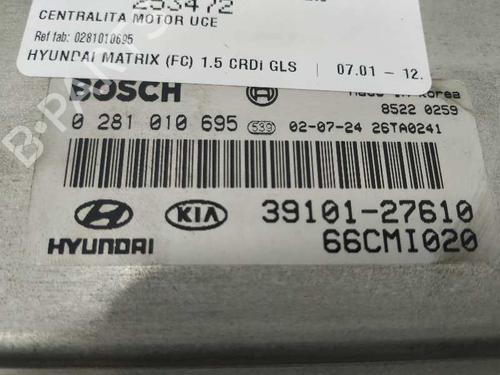 253472
CENTRALITA MOTOR UCE
Ref fab: 0281010695
HYUNDAI MATRIX (FC) 1.5 CRDI GLS 07.01 - 12.
BOSCH
Korea
8522 0259
0 281 010 695 539 02-07-24 26TA0241
HYUNDAI KIA 39101-27610
66CMI020
B-PARTS